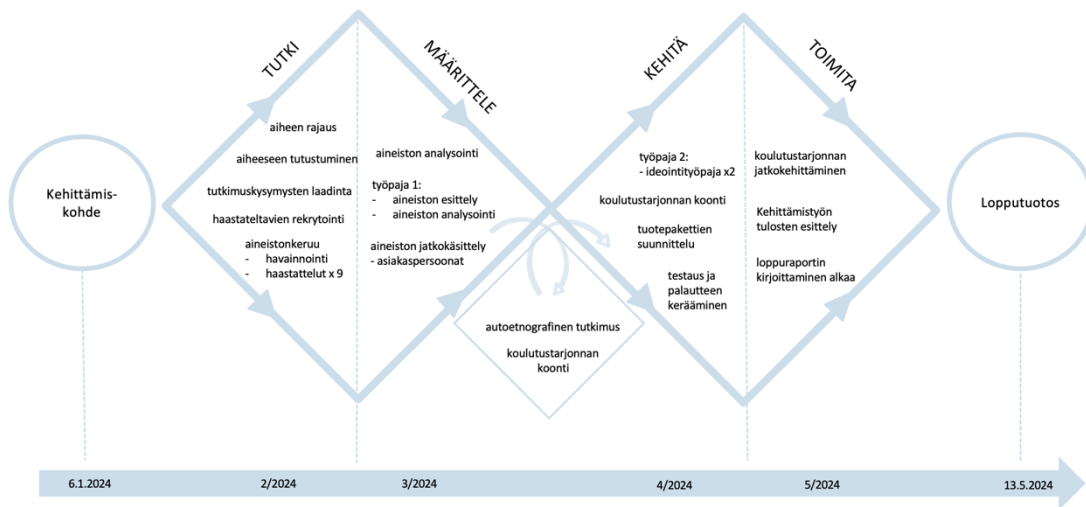 TUTKI
MÄÄRITTELE
KEHITÄ
TOIMITA
Kehittämis-
kohde
aiheen rajaus
aiheeseen tutustuminen
tutkimuskysymysten laadinta
haastateltavien rekrytointi
aineistonkeruu
- havainnointi
- haastattelut x 9
aineiston analysointi
työpaja 1:
- aineiston esittely
- aineiston analysointi
aineiston jatkokäsittely
- asiakaspersoonat
autoetnografinen tutkimus
koulutustarjonnan
koonti
työpaja 2:
- ideointityöpaja x2
koulutustarjonnan koonti
tuotepakettien
suunnittelu
testaus ja
palautteen
kerääminen
koulutustarjonnan
jatkokehittäminen
Kehittämistyön
tulosten esittely
loppuraportin
kirjoittaminen alkaa
Lopputuotos
6.1.2024
2/2024
3/2024
4/2024
5/2024
13.5.2024